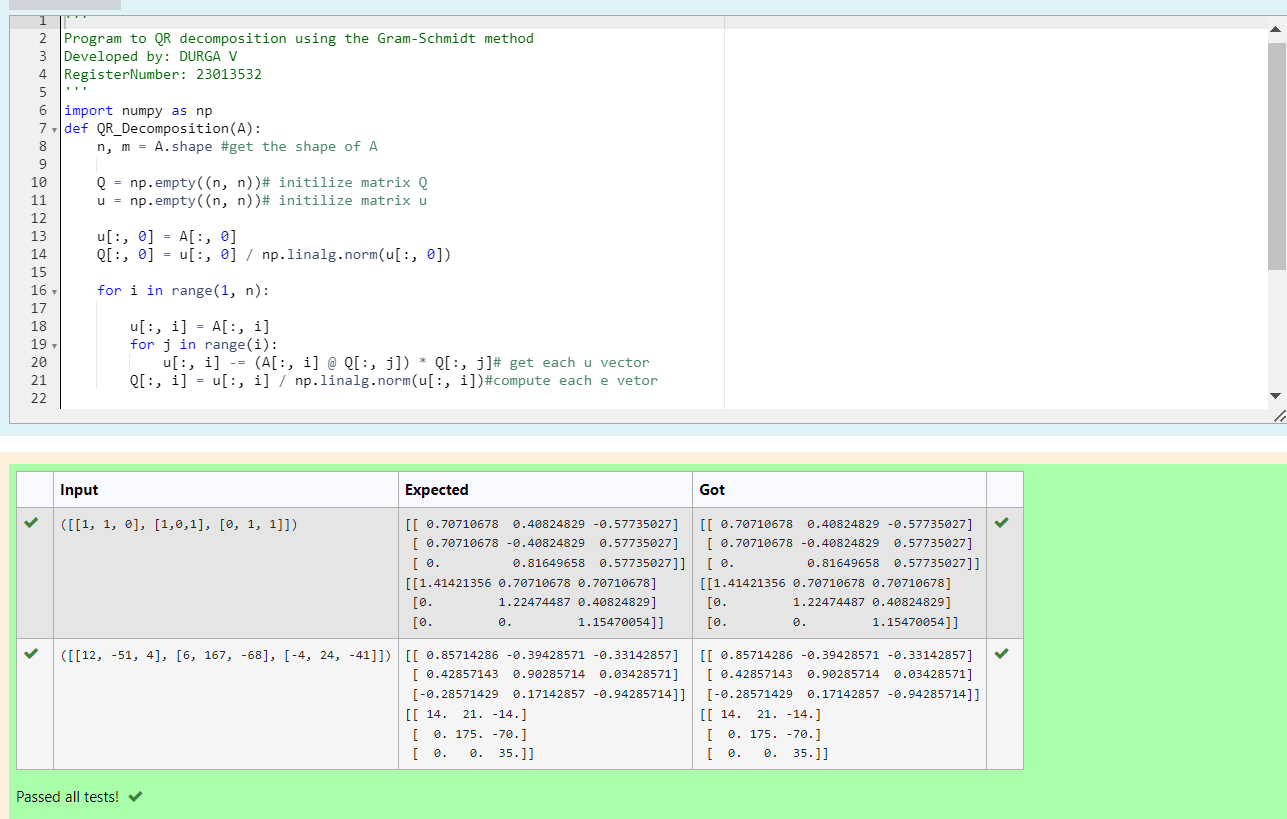 1 '''
2 Program to QR decomposition using the Gram-Schmidt method
3 Developed by: DURGA V
4 RegisterNumber: 23013532
5 '''
6 import numpy as np
7 def QR_Decomposition(A):
8 n, m = A.shape #get the shape of A
9
10 Q = np.empty((n, n))# initilize matrix Q
11 u = np.empty((n, n))# initilize matrix u
12
13 u[:, 0] = A[:, 0]
14 Q[:, 0] = u[:, 0] / np.linalg.norm(u[:, 0])
15
16 for i in range(1, n):
17
18 u[:, i] = A[:, i]
19 for j in range(i):
20 u[:, i] -= (A[:, i] @ Q[:, j]) * Q[:, j]# get each u vector
21 Q[:, i] = u[:, i] / np.linalg.norm(u[:, i])#compute each e vetor
22
Input Expected Got
([[1, 1, 0], [1,0,1], [0, 1, 1]]) [[ 0.70710678 0.40824829 -0.57735027] [[ 0.70710678 0.40824829 -0.57735027]
[ 0.70710678 -0.40824829 0.57735027] [ 0.70710678 -0.40824829 0.57735027]
[ 0. 0.81649658 0.57735027]] [ 0. 0.81649658 0.57735027]]
[[1.41421356 0.70710678 0.70710678] [[1.41421356 0.70710678 0.70710678]
[0. 1.22474487 0.40824829] [0. 1.22474487 0.40824829]
[0. 0. 1.15470054]] [0. 0. 1.15470054]]
([[12, -51, 4], [6, 167, -68], [-4, 24, -41]]) [[ 0.85714286 -0.39428571 -0.33142857] [[ 0.85714286 -0.39428571 -0.33142857]
[ 0.42857143 0.90285714 0.03428571] [ 0.42857143 0.90285714 0.03428571]
[-0.28571429 0.17142857 -0.94285714]] [-0.28571429 0.17142857 -0.94285714]]
[[ 14. 21. -14.] [[ 14. 21. -14.]
[ 0. 175. -70.] [ 0. 175. -70.]
[ 0. 0. 35.]] [ 0. 0. 35.]]
Passed all tests!